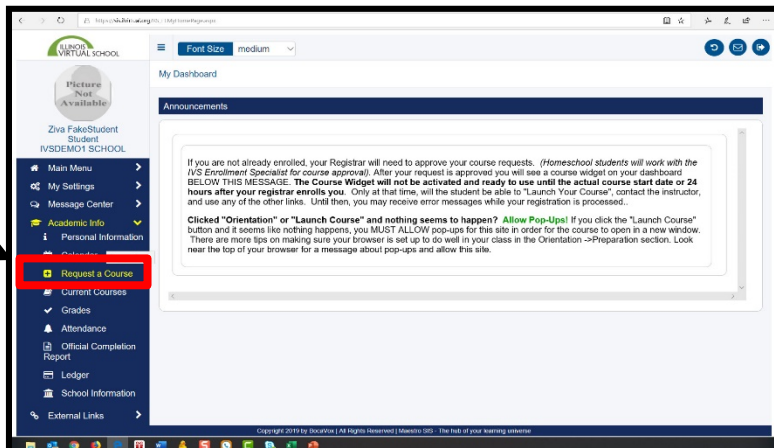 ILLINOIS
VIRTUAL SCHOOL
Font Size medium
My Dashboard
Picture
Not
Available
Announcements
Ziva FakeStudent
Student
IVSDEMO1 SCHOOL
Main Menu
My Settings
Message Center
Academic Info
Personal Information
Calendar
Request a Course
Current Courses
Grades
Attendance
Official Completion
Report
Ledger
School Information
External Links
If you are not already enrolled, your Registrar will need to approve your course requests. (Homeschool students will work with the
IVS Enrollment Specialist for course approval). After your request is approved you will see a course widget on your dashboard
BELOW THIS MESSAGE. The Course Widget will not be activated and ready to use until the actual course start date or 24
hours after your registrar enrolls you. Only at that time, will the student be able to "Launch Your Course", contact the instructor,
and use any of the other links. Until then, you may receive error messages while your registration is processed..
Clicked "Orientation" or "Launch Course" and nothing seems to happen? Allow Pop-Ups! If you click the "Launch Course"
button and it seems like nothing happens, you MUST ALLOW pop-ups for this site in order for the course to open in a new window.
There are more tips on making sure your browser is set up to do well in your class in the Orientation ->Preparation section. Look
near the top of your browser for a message about pop-ups and allow this site.
Copyright 2019 by BocaVox | All Rights Reserved | Maestro SIS - The hub of your learning universe